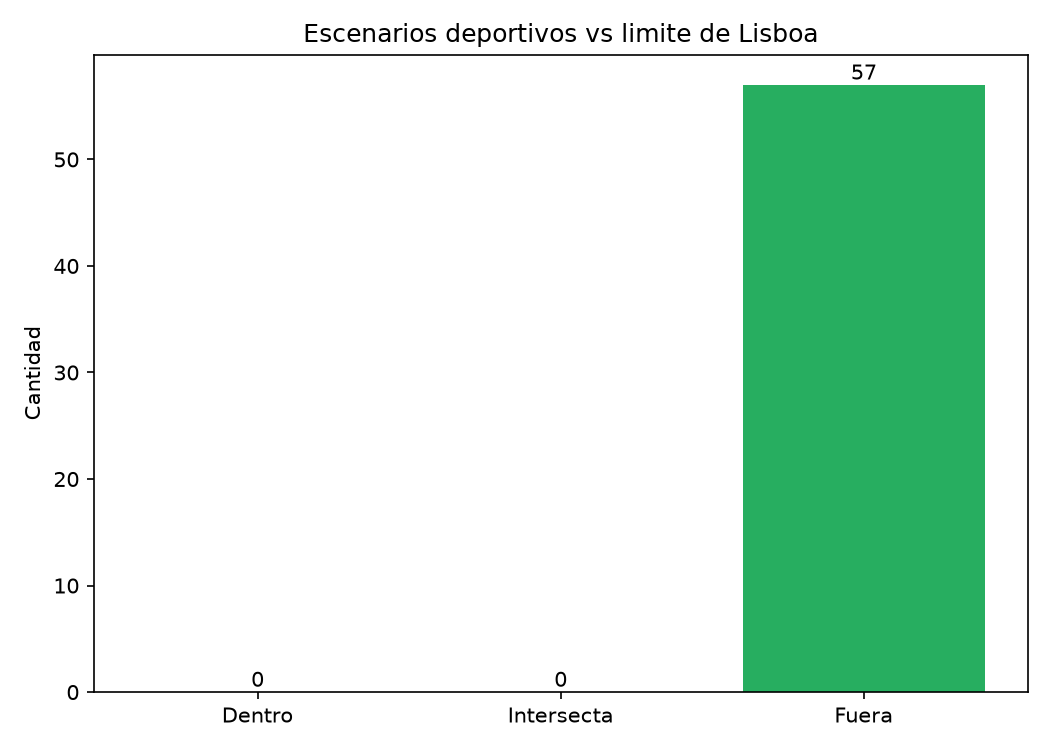 Escenarios deportivos vs limite de Lisboa
57
50
40
30
20
10
0
Cantidad
0
0
Dentro
Intersecta
Fuera